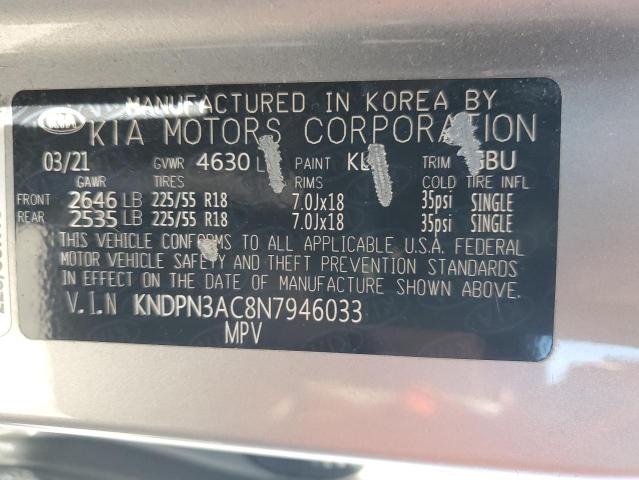 KIA MANUFACTURED IN KOREA BY
KIA MOTORS CORPORATION
03/21 GVWR 4630 PAINT TRIM
GAWR TIRES RIMS COLD TIRE INFL
FRONT 2646 LB 225/55 R18 7.0Jx18 35psi SINGLE
REAR 2535 LB 225/55 R18 7.0Jx18 35psi SINGLE
THIS VEHICLE CONFORMS TO ALL APPLICABLE U.S.A. FEDERAL
MOTOR VEHICLE SAFETY AND THEFT PREVENTION STANDARDS
IN EFFECT ON THE DATE OF MANUFACTURE SHOWN ABOVE.
V.I.N KNDPN3AC8N7946033
MPV